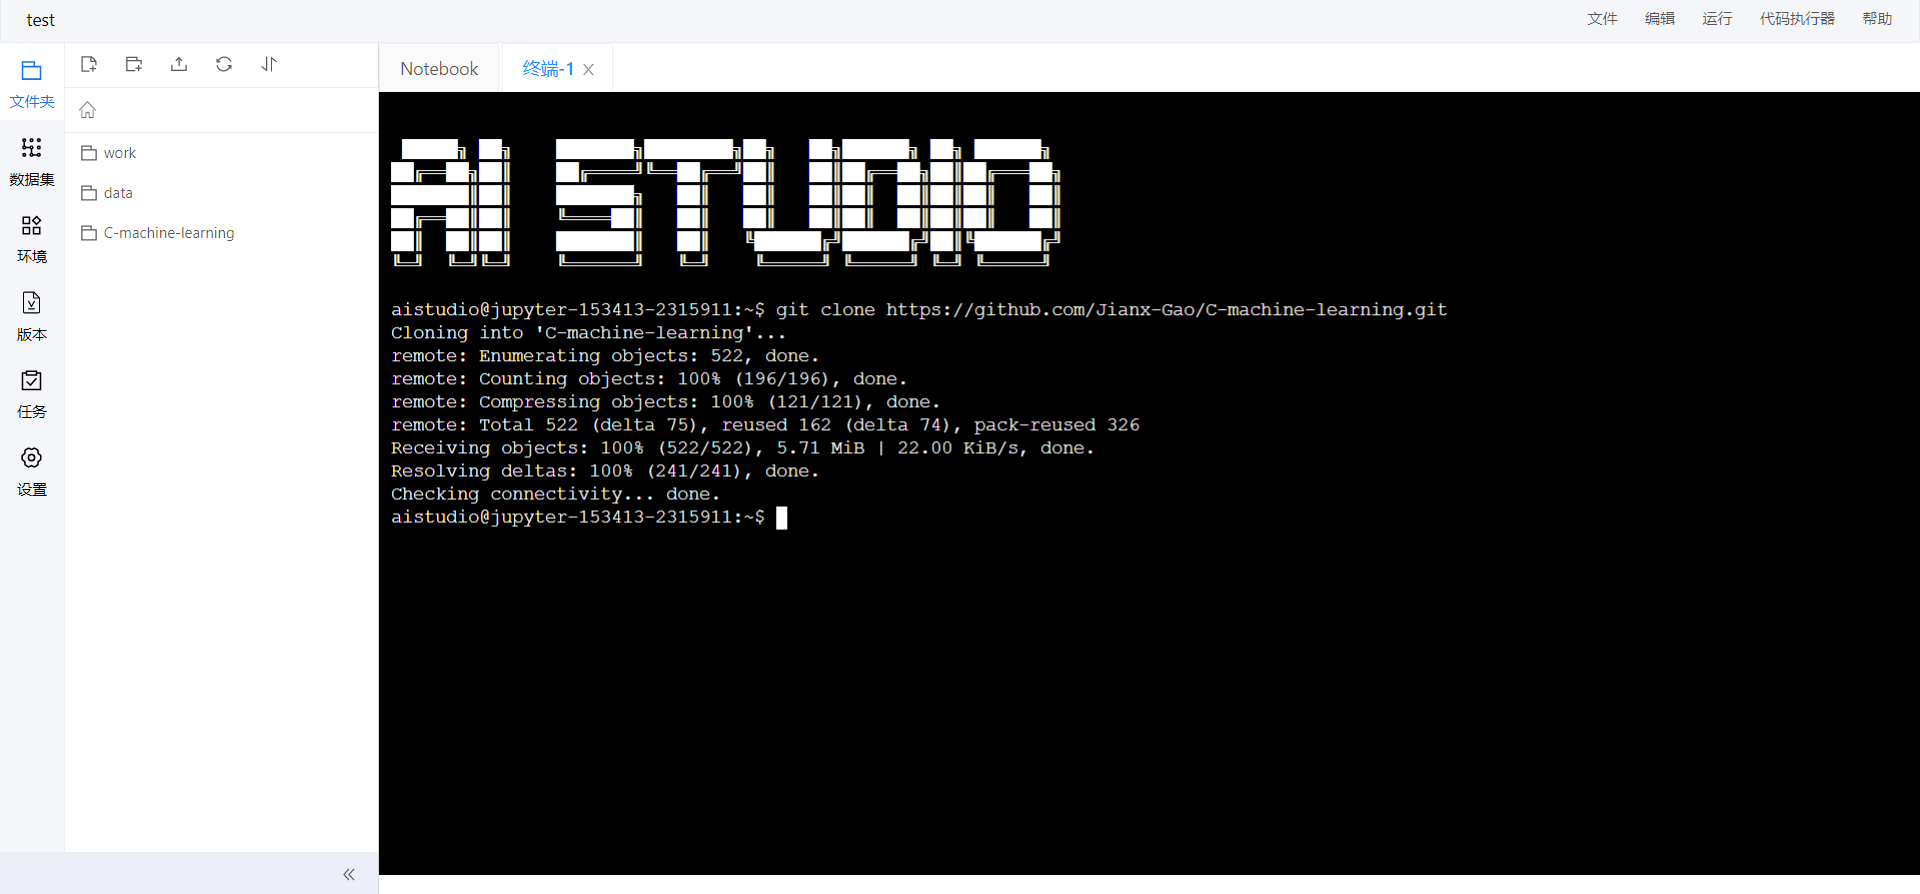 test
文件 编辑 运行 代码执行器 帮助
文件夹
数据集
环境
版本
任务
设置
work
data
C-machine-learning
Notebook 终端-1
AI STUDIO
aistudio@jupyter-153413-2315911:~$ git clone https://github.com/Jianx-Gao/C-machine-learning.git
Cloning into 'C-machine-learning'...
remote: Enumerating objects: 522, done.
remote: Counting objects: 100% (196/196), done.
remote: Compressing objects: 100% (121/121), done.
remote: Total 522 (delta 75), reused 162 (delta 74), pack-reused 326
Receiving objects: 100% (522/522), 5.71 MiB | 22.00 KiB/s, done.
Resolving deltas: 100% (241/241), done.
Checking connectivity... done.
aistudio@jupyter-153413-2315911:~$